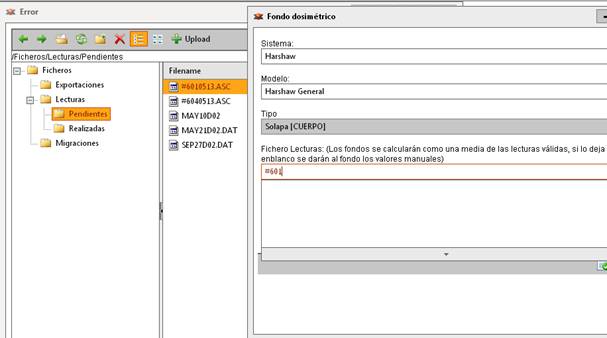 Error
Upload
/Ficheros/Lecturas/Pendientes
Ficheros
Exportaciones
Lecturas
Pendientes
Realizadas
Migraciones
Filename
#6010513.ASC
#6040513.ASC
MAY10D02
MAY21D02.DAT
SEP27D02.DAT
Fondo dosimétrico
Sistema:
Harshaw
Modelo:
Harshaw General
Tipo
Solapa [CUERPO]
Fichero Lecturas: (Los fondos se calcularán como una media de las lecturas válidas, si lo deja
enblanco se darán al fondo los valores manuales)
#601